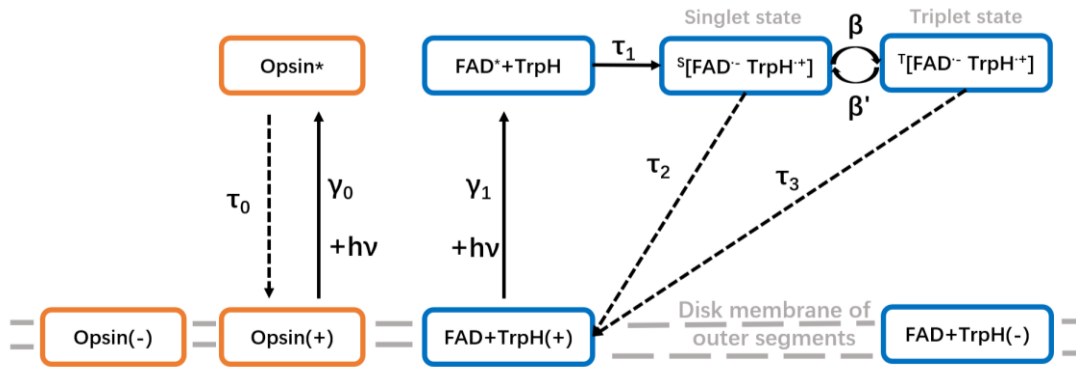 Singlet state
Triplet state
Opsin*
FAD*+TrpH
τ1
S[FAD·- TrpH·+]
β
β'
T[FAD·- TrpH·+]
τ0
γ0
+hν
γ1
+hν
τ2
τ3
Opsin(-)
Opsin(+)
FAD+TrpH(+)
Disk membrane of
outer segments
FAD+TrpH(-)